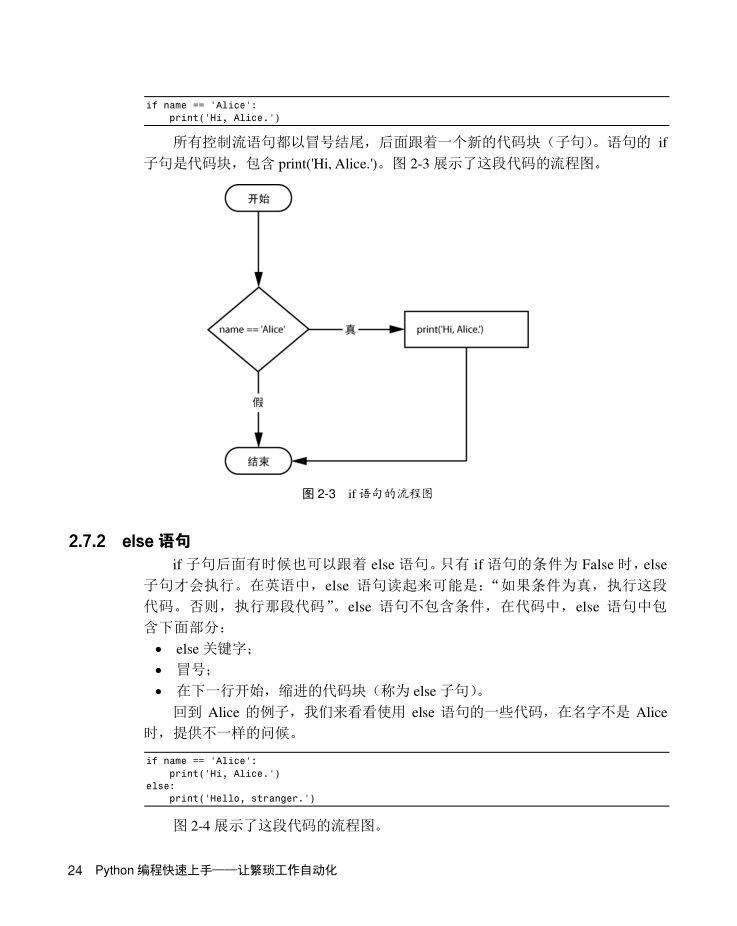 if name == 'Alice':
    print('Hi, Alice.')
所有控制流语句都以冒号结尾，后面跟着一个新的代码块（子句）。语句的 if
子句是代码块，包含 print('Hi, Alice.')。图 2-3 展示了这段代码的流程图。
开始
name == 'Alice'
真
print('Hi, Alice.')
假
结束
图 2-3 if 语句的流程图
2.7.2 else 语句
if 子句后面有时候也可以跟着 else 语句。只有 if 语句的条件为 False 时，else
子句才会执行。在英语中，else 语句读起来可能是：“如果条件为真，执行这段
代码。否则，执行那段代码”。else 语句不包含条件，在代码中，else 语句中包
含下面部分：
• else 关键字；
• 冒号；
• 在下一行开始，缩进的代码块（称为 else 子句）。
回到 Alice 的例子，我们来看看使用 else 语句的一些代码，在名字不是 Alice
时，提供不一样的问候。
if name == 'Alice':
    print('Hi, Alice.')
else:
    print('Hello, stranger.')
图 2-4 展示了这段代码的流程图。
24 Python 编程快速上手——让繁琐工作自动化